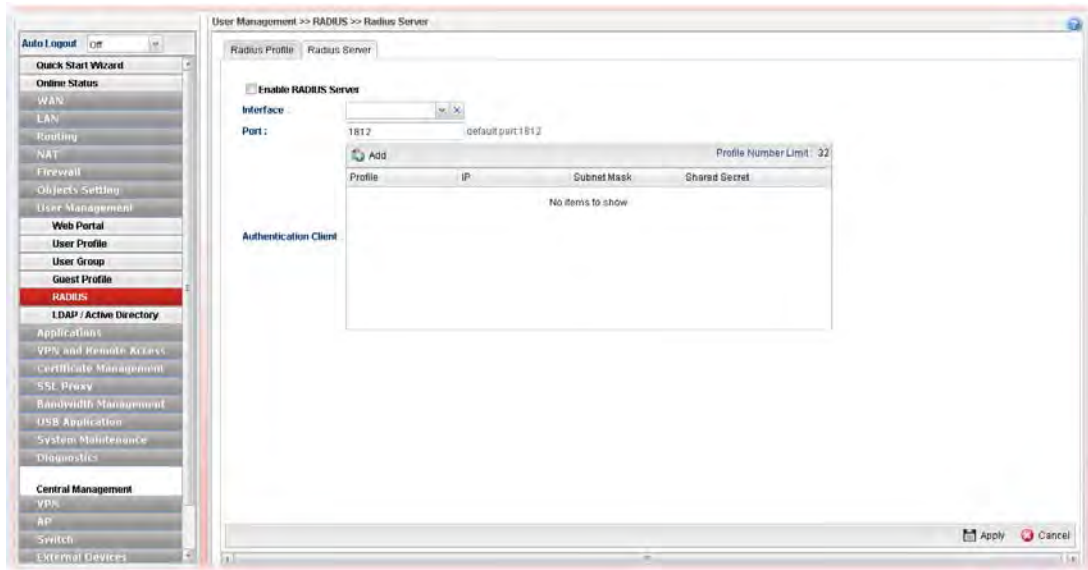 User Management >> RADIUS >> Radius Server
Auto Logout Off
Quick Start Wizard
Online Status
WAN
LAN
Routing
NAT
Firewall
Objects Setting
User Management
Web Portal
User Profile
User Group
Guest Profile
RADIUS
LDAP / Active Directory
Applications
VPN and Remote Access
Certificate Management
SSL Proxy
Bandwidth Management
USB Application
System Maintenance
Diagnostics
Central Management
VPN
AP
Switch
External Devices
Radius Profile Radius Server
Enable RADIUS Server
Interface
Port : 1812 default port:1812
Add Profile Number Limit : 32
Profile IP Subnet Mask Shared Secret
No items to show
Authentication Client
Apply Cancel